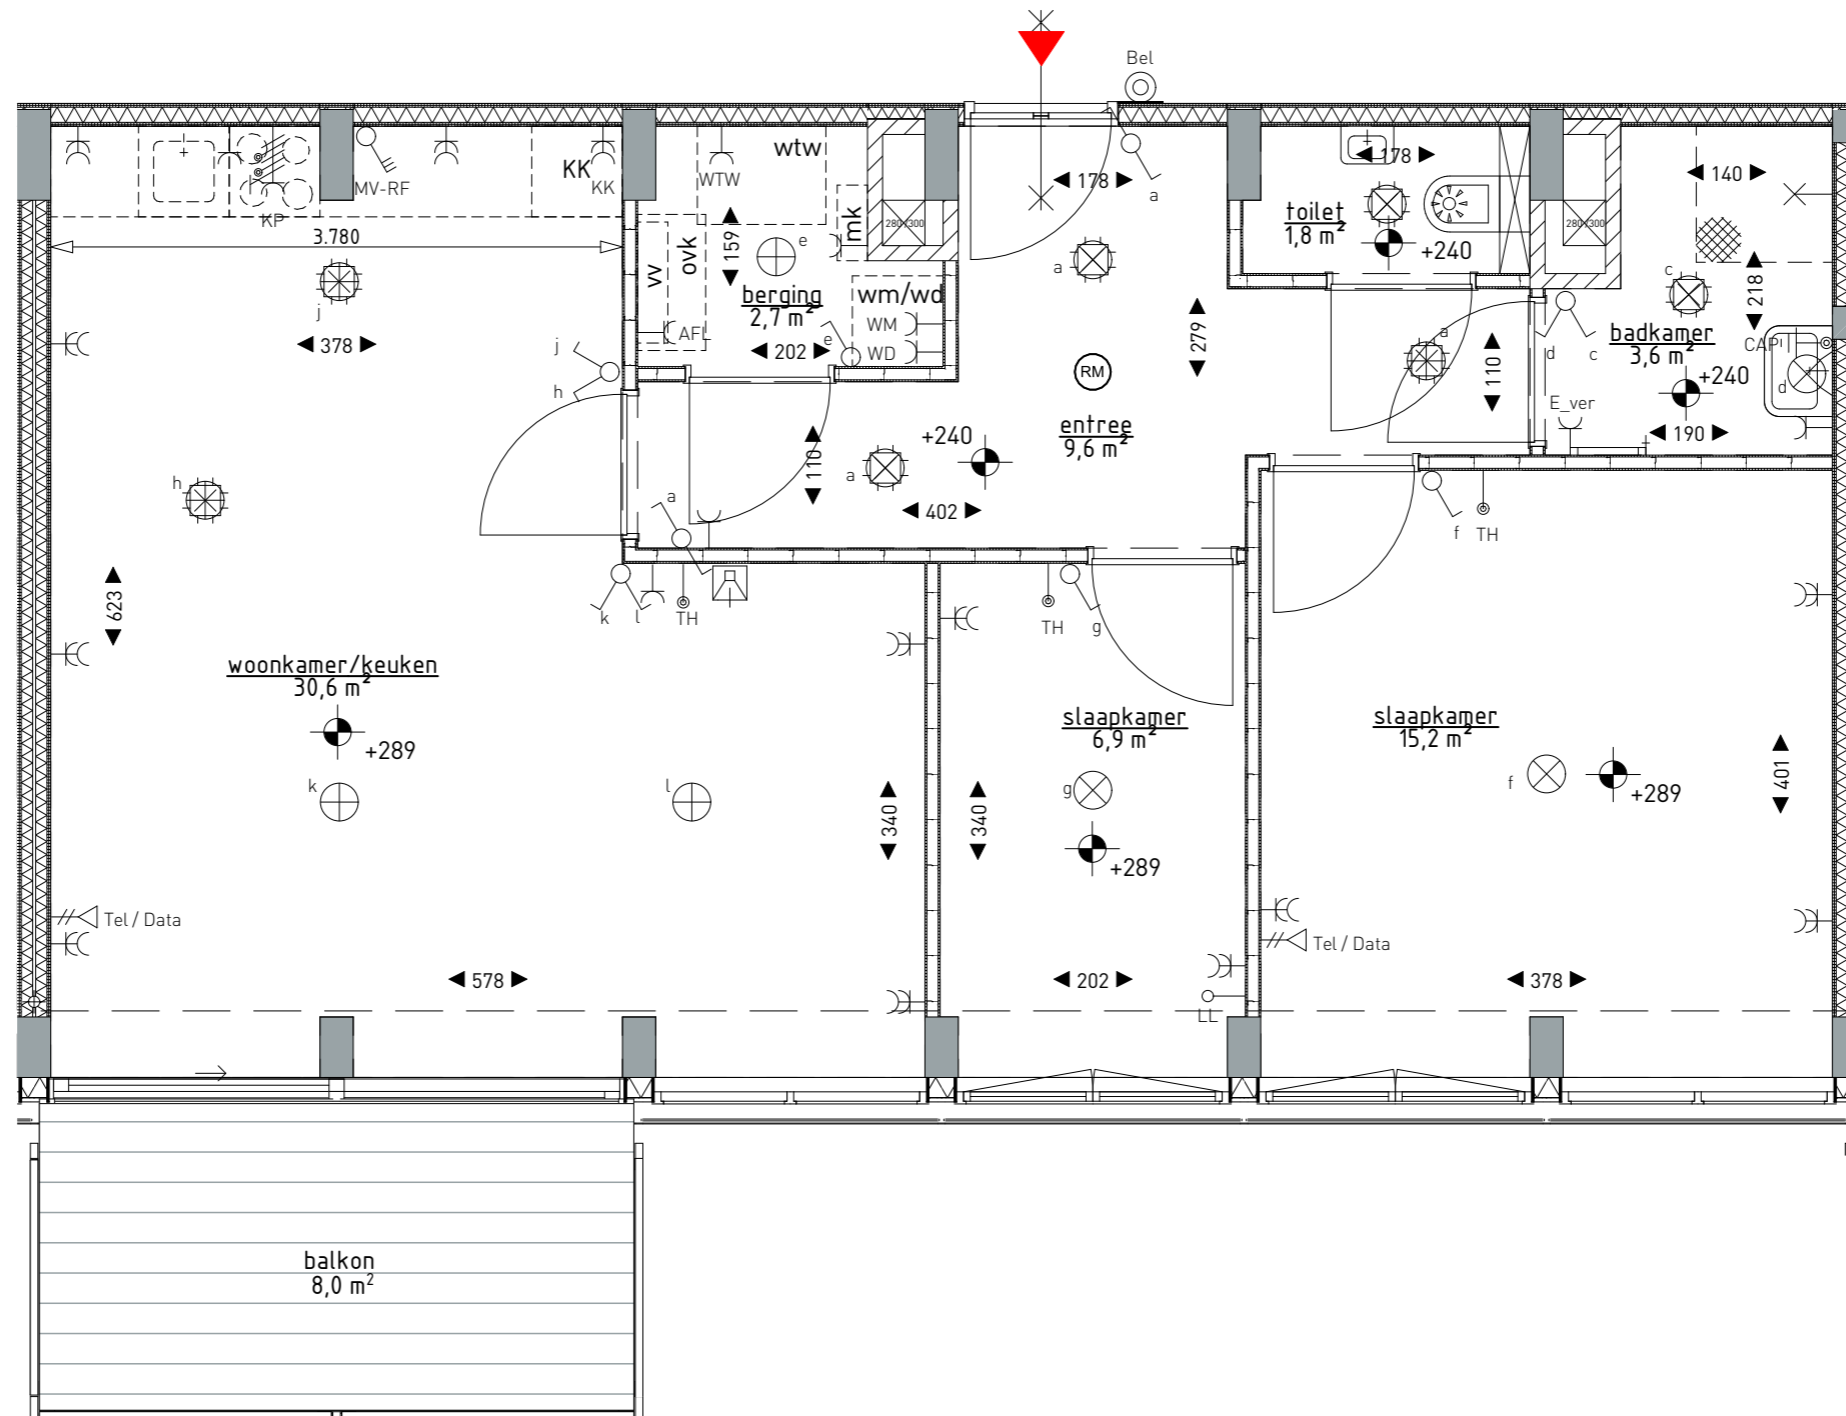 Bel
KK
KK
MV-RF
KP
3.780
j
378
j
h
h
623
woonkamer/keuken
30,6 m²
+289
k
l
Tel / Data
578
340
k
l
TH
a
wtw
WTW
159
e
mk
280/300
vv
ovk
berging
2,7 m²
wm/wd
WM
WD
AFL
202
e
110
178
a
a
279
RM
entree
9,6 m²
+240
a
402
178
toilet
1,8 m²
+240
280/300
a
110
140
c
218
badkamer
3,6 m²
CAP
d
c
+240
d
E_ver
190
TH
g
slaapkamer
6,9 m²
g
+289
340
202
LL
f
TH
slaapkamer
15,2 m²
f
+289
401
Tel / Data
378
balkon
8,0 m²